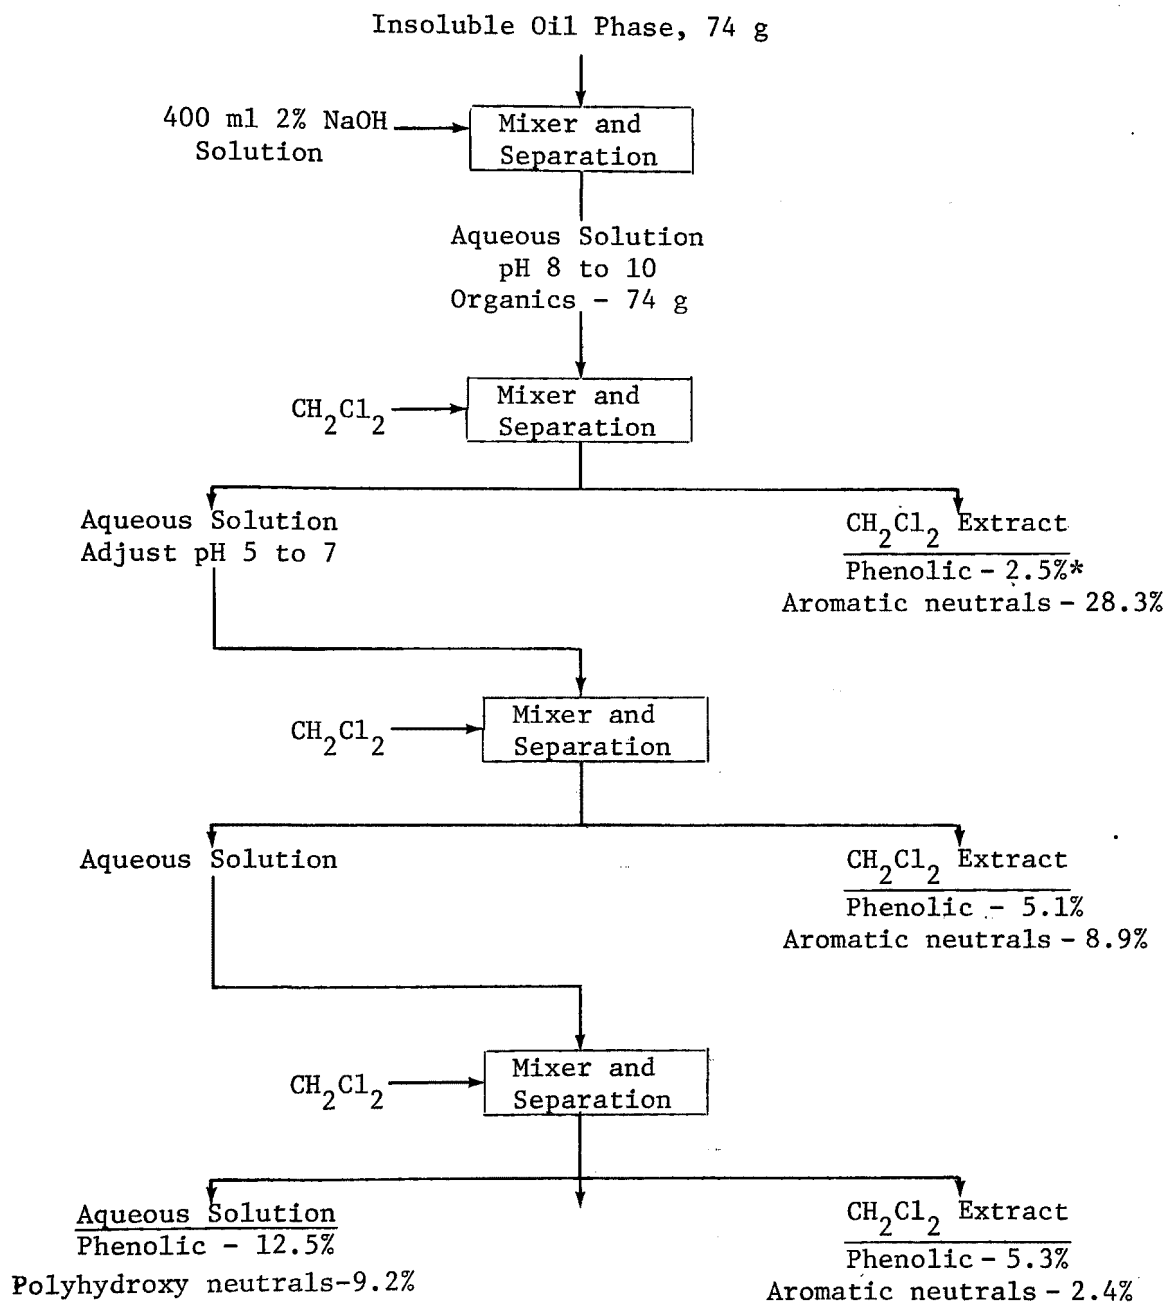 Insoluble Oil Phase, 74 g
400 ml 2% NaOH
Solution
Mixer and
Separation
Aqueous Solution
pH 8 to 10
Organics - 74 g
CH2Cl2
Mixer and
Separation
Aqueous Solution
Adjust pH 5 to 7
CH2Cl2 Extract
Phenolic - 2.5%*
Aromatic neutrals - 28.3%
CH2Cl2
Mixer and
Separation
Aqueous Solution
CH2Cl2 Extract
Phenolic - 5.1%
Aromatic neutrals - 8.9%
CH2Cl2
Mixer and
Separation
Aqueous Solution
Phenolic - 12.5%
Polyhydroxy neutrals-9.2%
CH2Cl2 Extract
Phenolic - 5.3%
Aromatic neutrals - 2.4%